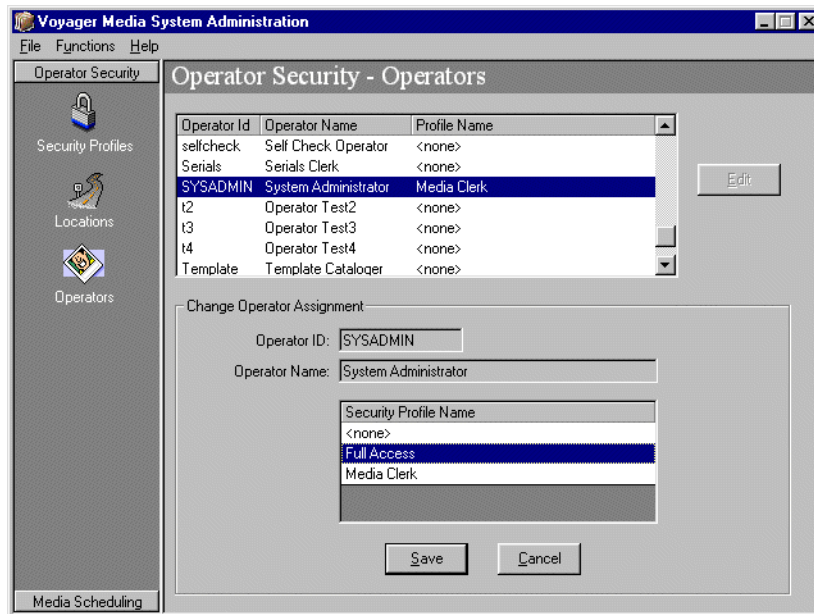 Voyager Media System Administration
File Functions Help
Operator Security
Security Profiles
Locations
Operators
Media Scheduling
Operator Security - Operators
Operator Id Operator Name Profile Name
selfcheck Self Check Operator <none>
Serials Serials Clerk <none>
SYSADMIN System Administrator Media Clerk
t2 Operator Test2 <none>
t3 Operator Test3 <none>
t4 Operator Test4 <none>
Template Template Cataloger <none>
Edit
Change Operator Assignment
Operator ID: SYSADMIN
Operator Name: System Administrator
Security Profile Name
<none>
Full Access
Media Clerk
Save Cancel